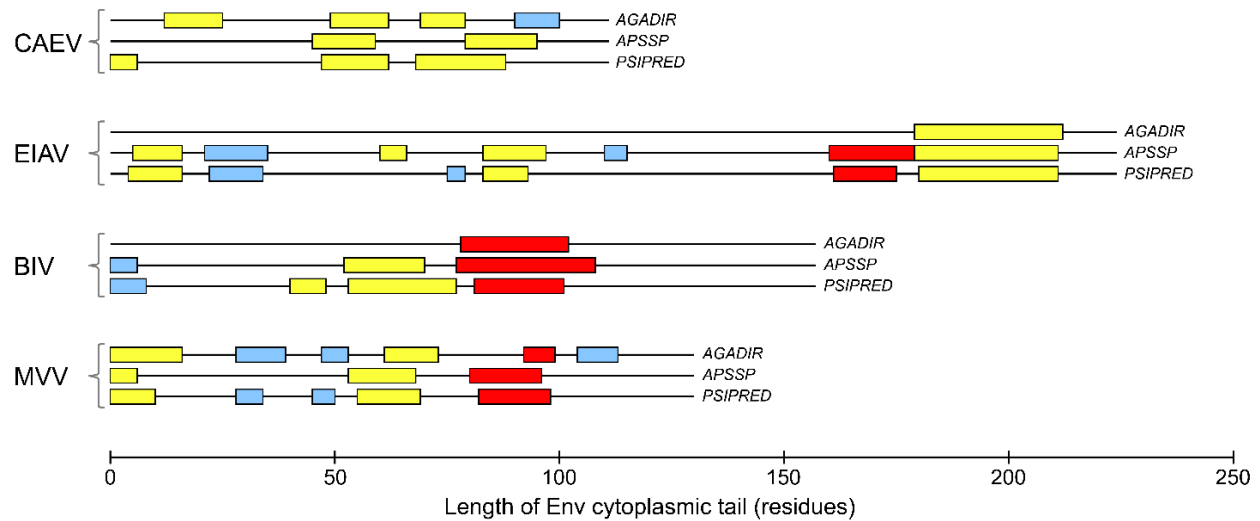 AGADIR
CAEV
APSSP
PSIPRED
AGADIR
EIAV
APSSP
PSIPRED
AGADIR
BIV
APSSP
PSIPRED
AGADIR
MVV
APSSP
PSIPRED
0 50 100 150 200 250
Length of Env cytoplasmic tail (residues)